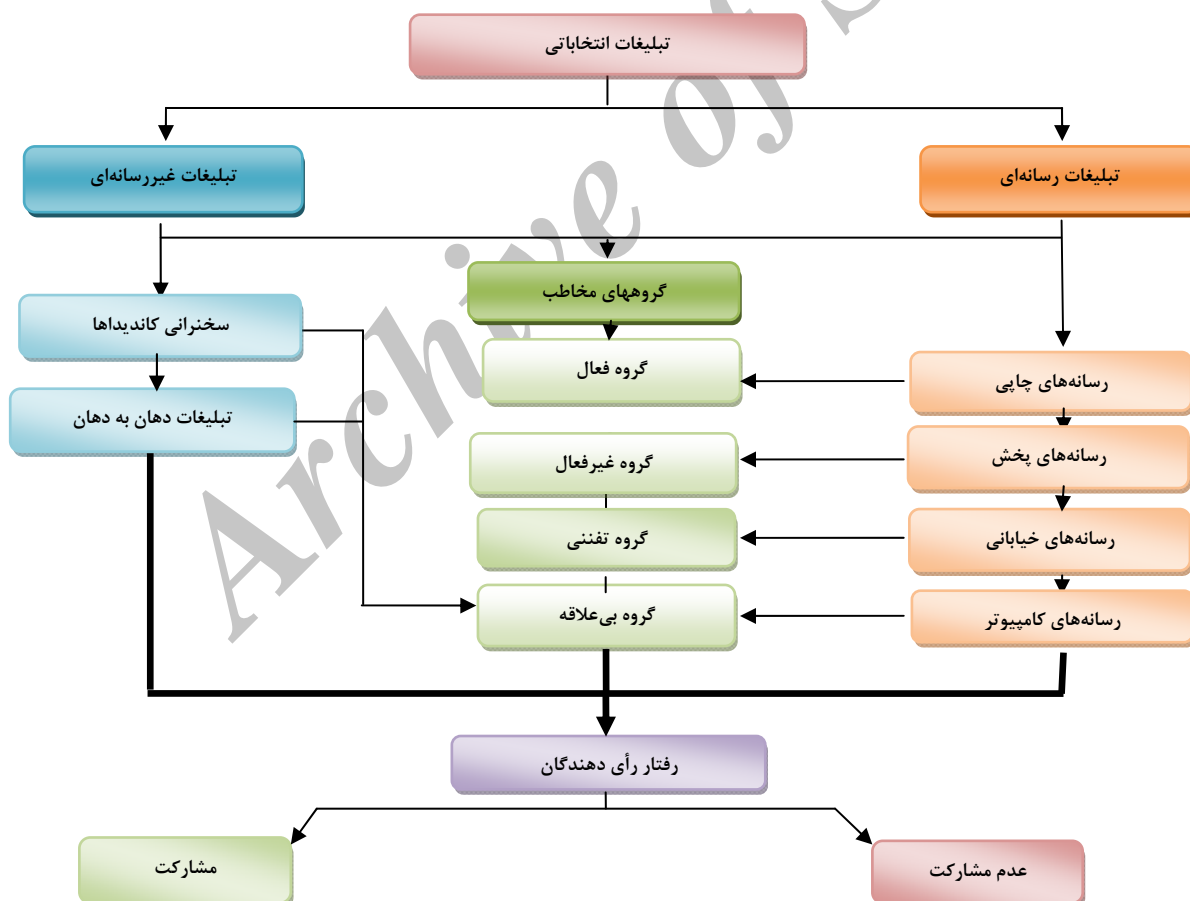 تبلیغات انتخاباتی
تبلیغات رسانه‌ای
تبلیغات غیررسانه‌ای
گروههای مخاطب
سخنرانی کاندیداها
گروه فعال
رسانه‌های چاپی
تبلیغات دهان به دهان
گروه غیرفعال
رسانه‌های پخش
گروه تفننی
رسانه‌های خیابانی
گروه بی‌علاقه
رسانه‌های کامپیوتر
رفتار رأی دهندگان
عدم مشارکت
مشارکت
Archive of S